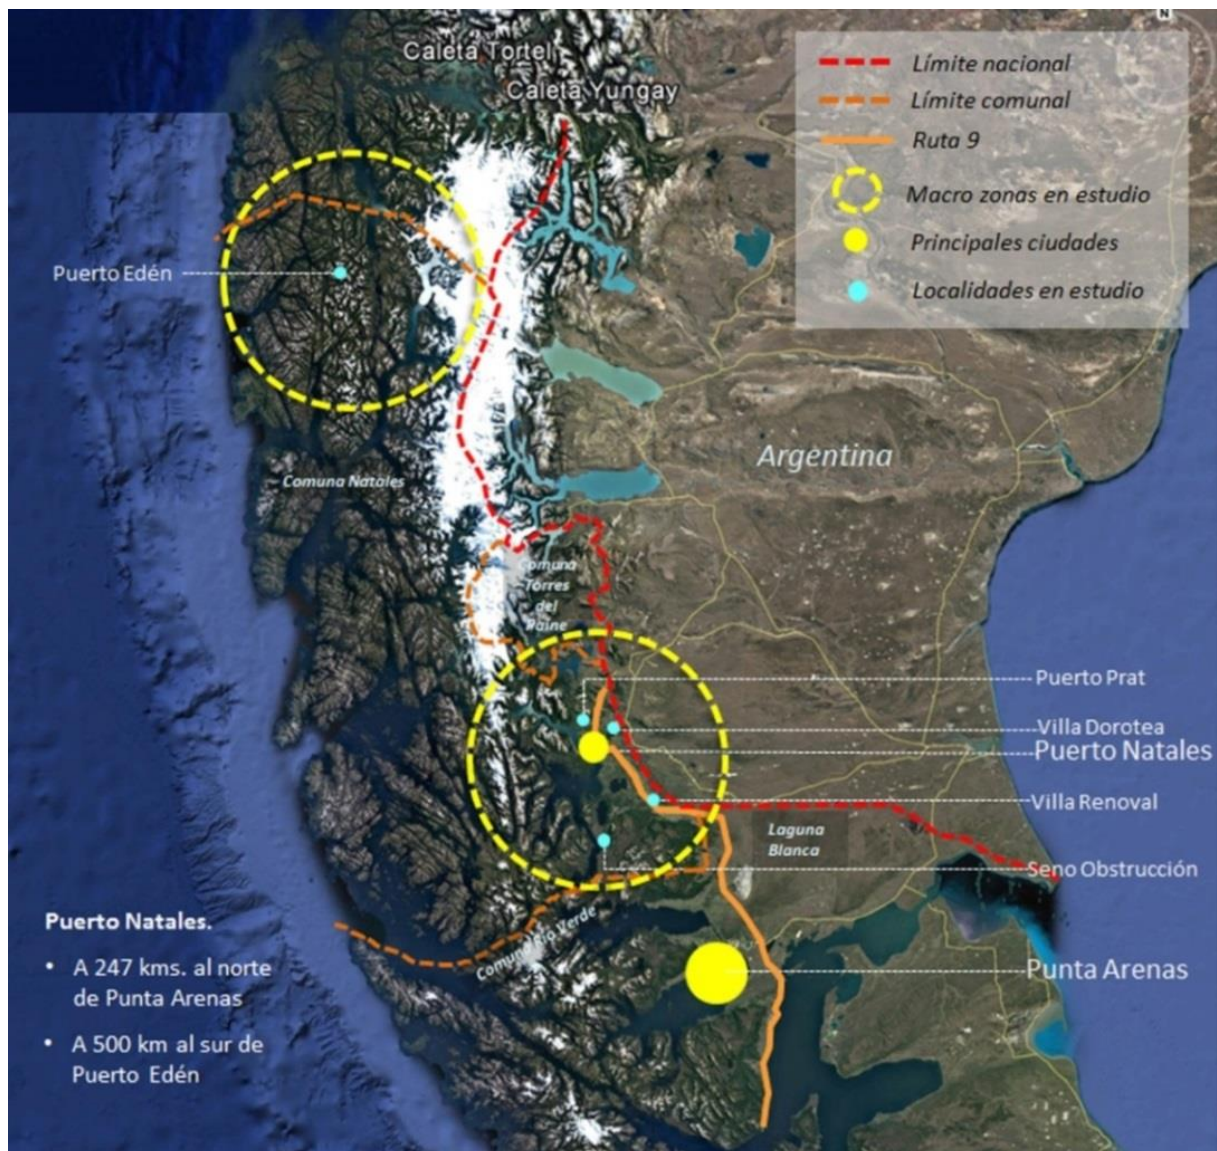 N
Caleta Tortel
Caleta Yungay
Límite nacional
Límite comunal
Ruta 9
Macro zonas en estudio
Principales ciudades
Localidades en estudio
Puerto Edén
Argentina
Comuna Natales
Comuna
Torres
del
Paine
Puerto Prat
Villa Dorotea
Puerto Natales
Villa Renoval
Laguna
Blanca
Seno Obstrucción
Verde
Punta Arenas
Puerto Natales.
• A 247 kms. al norte
de Punta Arenas
• A 500 km al sur de
Puerto Edén